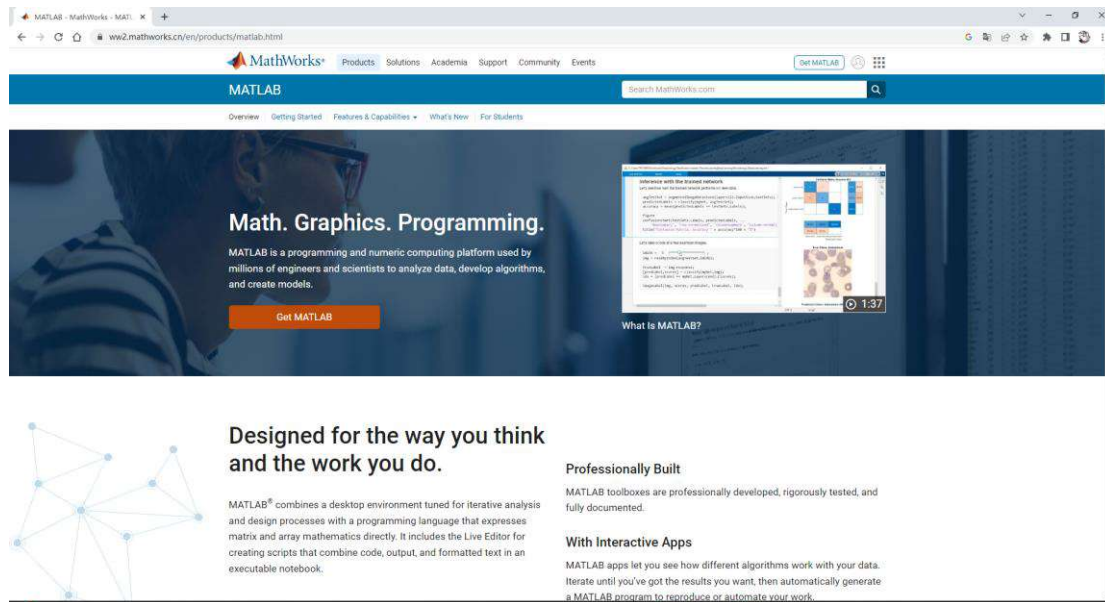 MATLAB - MathWorks - MATL
ww2.mathworks.cn/en/products/matlab.html
MathWorks®
Products Solutions Academia Support Community Events
Get MATLAB
MATLAB
Search MathWorks.com
Overview Getting Started Features & Capabilities What's New For Students
Math. Graphics. Programming.
MATLAB is a programming and numeric computing platform used by
millions of engineers and scientists to analyze data, develop algorithms,
and create models.
Get MATLAB
Inference with the trained network
1:37
What Is MATLAB?
Designed for the way you think
and the work you do.
MATLAB® combines a desktop environment tuned for iterative analysis
and design processes with a programming language that expresses
matrix and array mathematics directly. It includes the Live Editor for
creating scripts that combine code, output, and formatted text in an
executable notebook.
Professionally Built
MATLAB toolboxes are professionally developed, rigorously tested, and
fully documented.
With Interactive Apps
MATLAB apps let you see how different algorithms work with your data.
Iterate until you've got the results you want, then automatically generate
a MATLAB program to reproduce or automate your work.